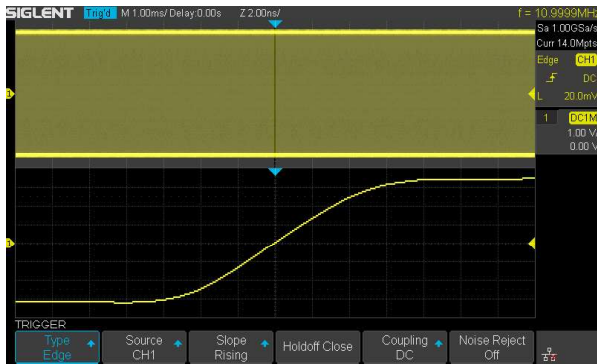 SIGLENT Trig'd M 1.00ms/ Delay:0.00s Z 2.00ns/ f = 10.9999MHz
Sa 1.00GSa/s
Curr 14.0Mpts
Edge CH1
DC
L 20.0mV
1 DC1M
1.00 V/
0.00 V
1
1
TRIGGER
Type Source Slope Holdoff Close Coupling Noise Reject
Edge CH1 Rising DC Off